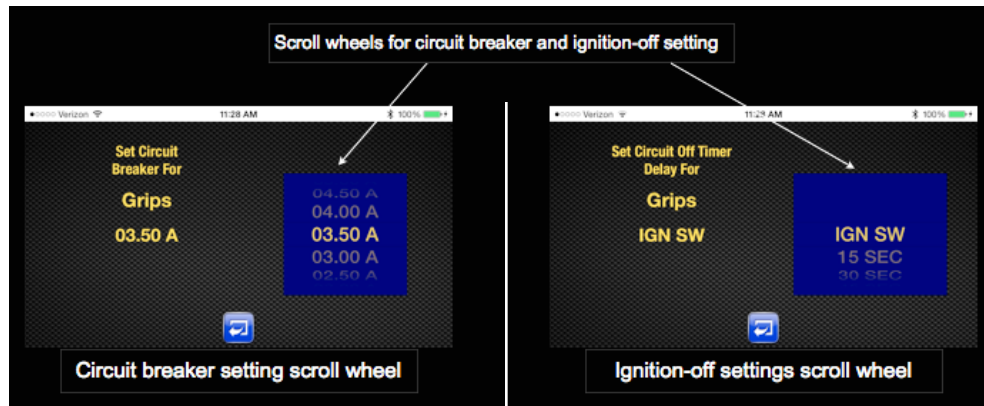 Scroll wheels for circuit breaker and ignition-off setting
Verizon
11:28 AM
100%
Set Circuit
Breaker For
Grips
03.50 A
04.50 A
04.00 A
03.50 A
03.00 A
02.50 A
Circuit breaker setting scroll wheel
Verizon
11:29 AM
100%
Set Circuit Off Timer
Delay For
Grips
IGN SW
IGN SW
15 SEC
30 SEC
Ignition-off settings scroll wheel